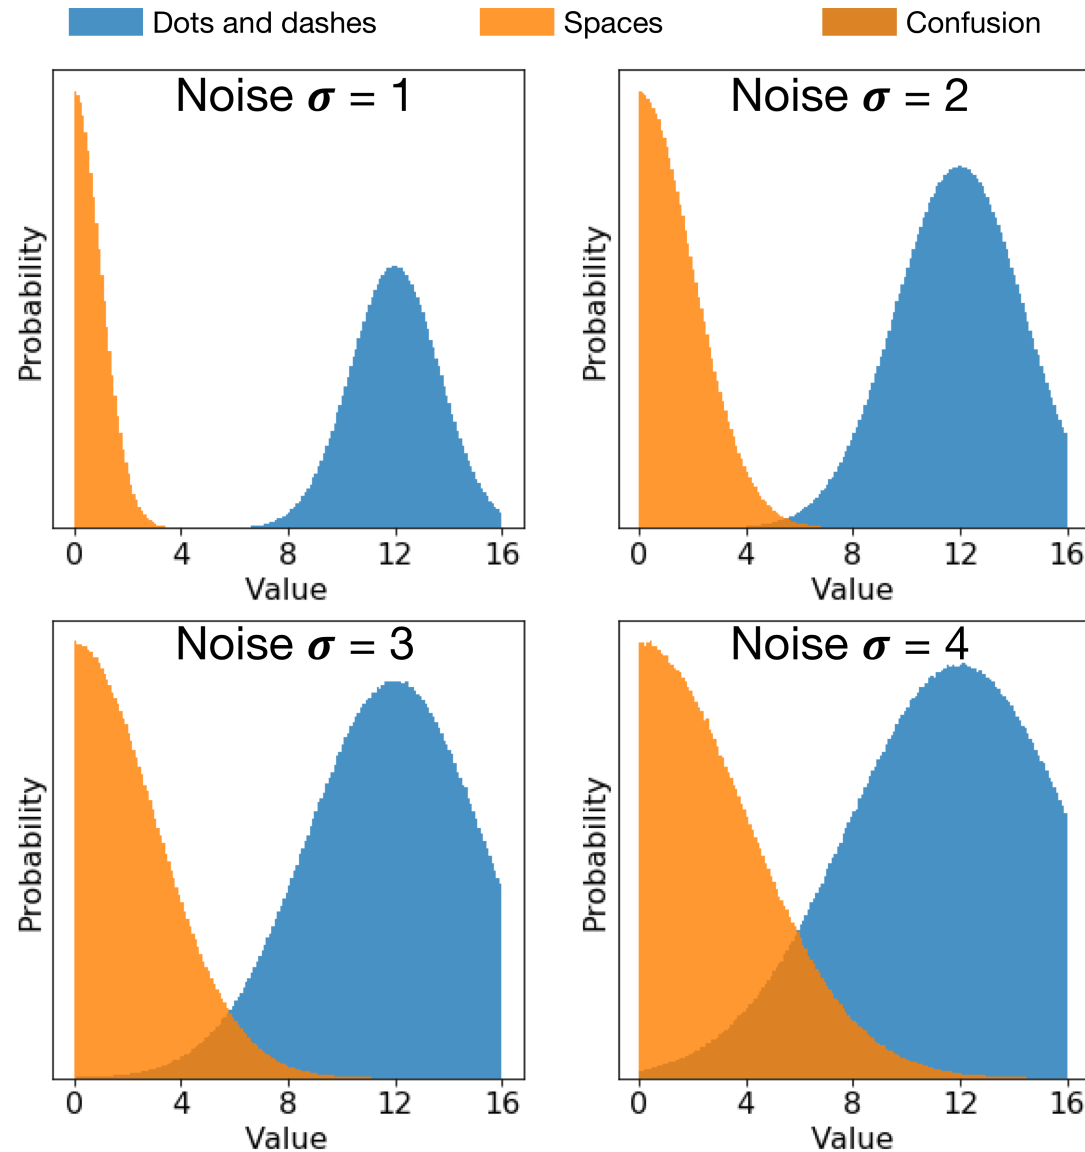 Dots and dashes Spaces Confusion
Noise σ = 1
Probability
0 4 8 12 16
Value
Noise σ = 2
Probability
0 4 8 12 16
Value
Noise σ = 3
Probability
0 4 8 12 16
Value
Noise σ = 4
Probability
0 4 8 12 16
Value